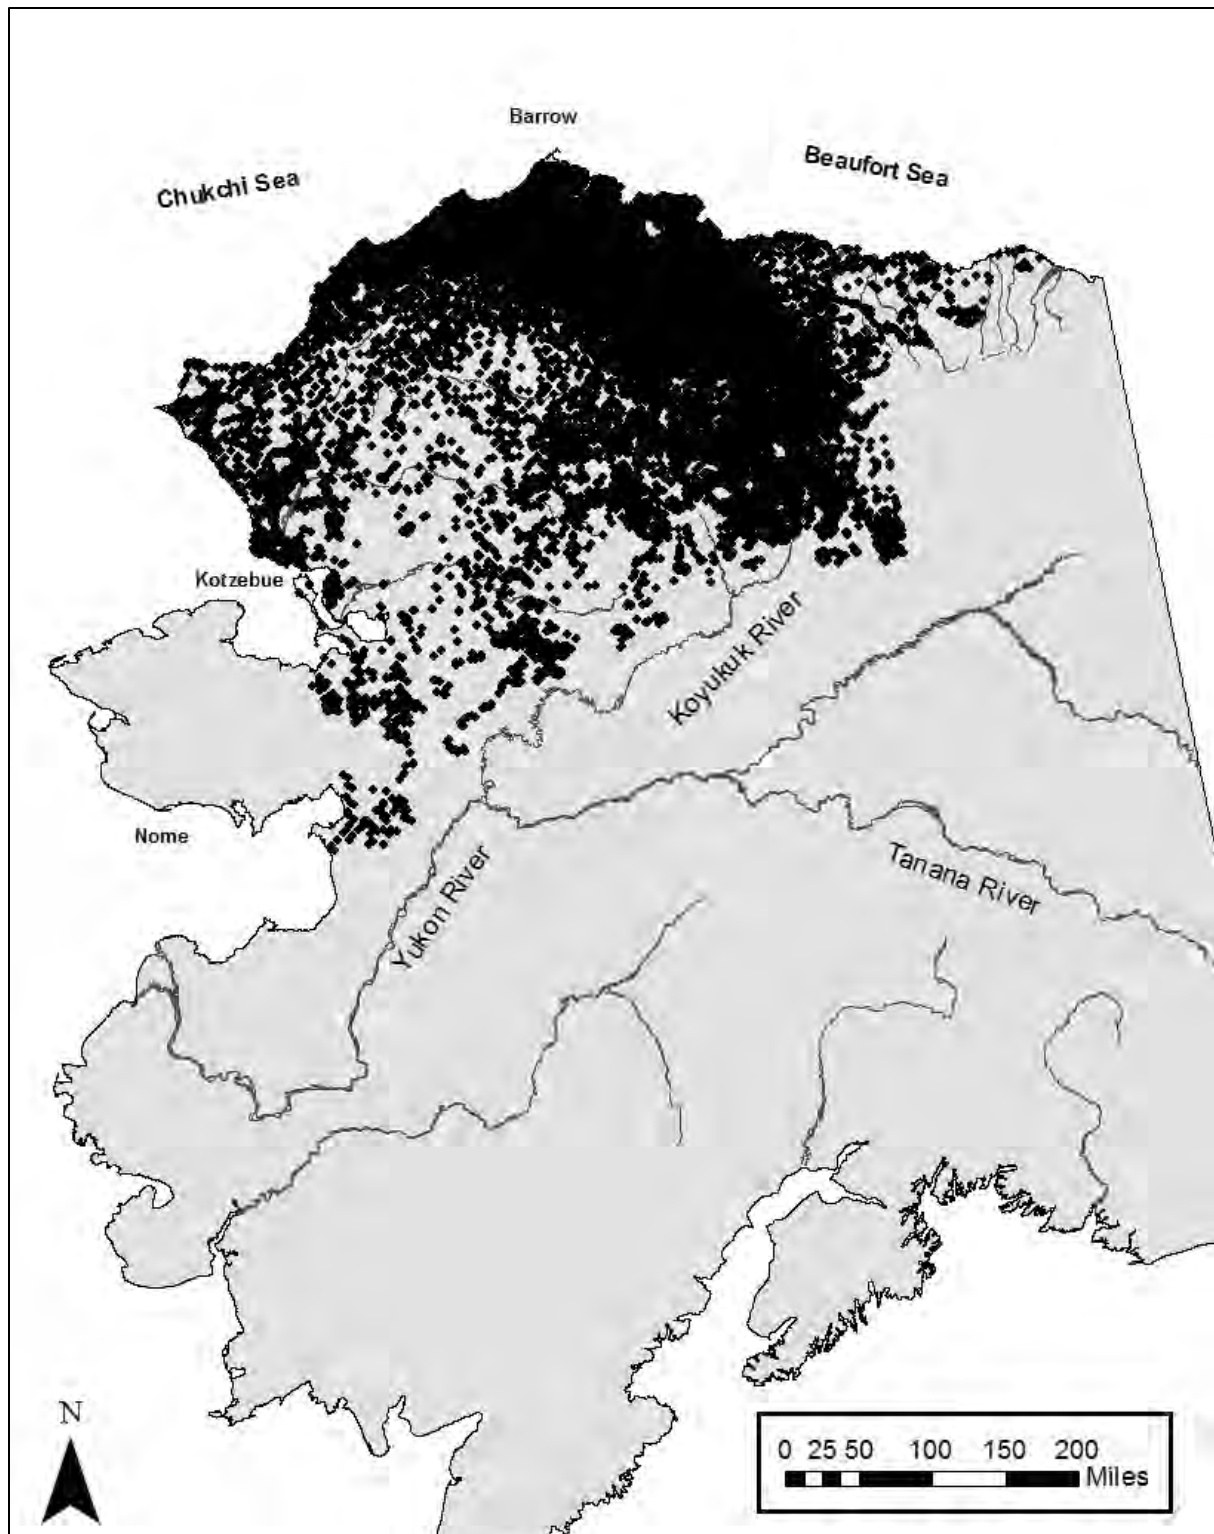 Barrow
Beaufort Sea
Chukchi Sea
Kotzebue
Koyukuk River
Nome
Yukon River
Tanana River
N
0 25 50 100 150 200
Miles